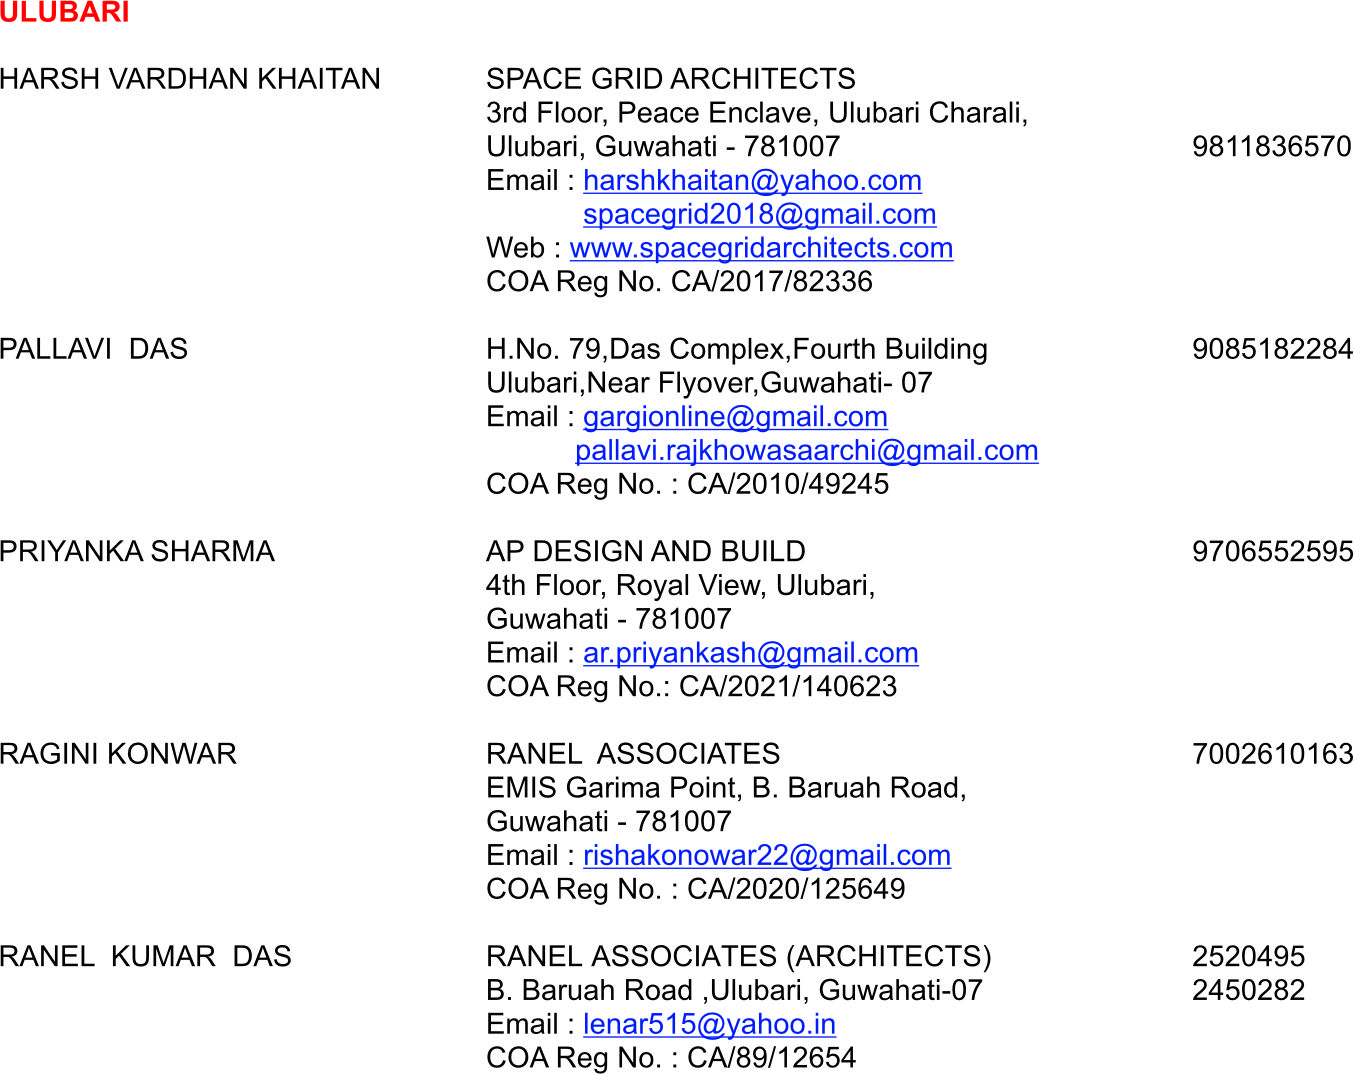 ULUBARI
HARSH VARDHAN KHAITAN SPACE GRID ARCHITECTS
3rd Floor, Peace Enclave, Ulubari Charali,
Ulubari, Guwahati - 781007 9811836570
Email : harshkhaitan@yahoo.com
spacegrid2018@gmail.com
Web : www.spacegridarchitects.com
COA Reg No. CA/2017/82336
PALLAVI  DAS H.No. 79,Das Complex,Fourth Building 9085182284
Ulubari,Near Flyover,Guwahati- 07
Email : gargionline@gmail.com
pallavi.rajkhowasaarchi@gmail.com
COA Reg No. : CA/2010/49245
PRIYANKA SHARMA AP DESIGN AND BUILD 9706552595
4th Floor, Royal View, Ulubari,
Guwahati - 781007
Email : ar.priyankash@gmail.com
COA Reg No.: CA/2021/140623
RAGINI KONWAR RANEL  ASSOCIATES 7002610163
EMIS Garima Point, B. Baruah Road,
Guwahati - 781007
Email : rishakonowar22@gmail.com
COA Reg No. : CA/2020/125649
RANEL  KUMAR  DAS RANEL ASSOCIATES (ARCHITECTS) 2520495
B. Baruah Road ,Ulubari, Guwahati-07 2450282
Email : lenar515@yahoo.in
COA Reg No. : CA/89/12654